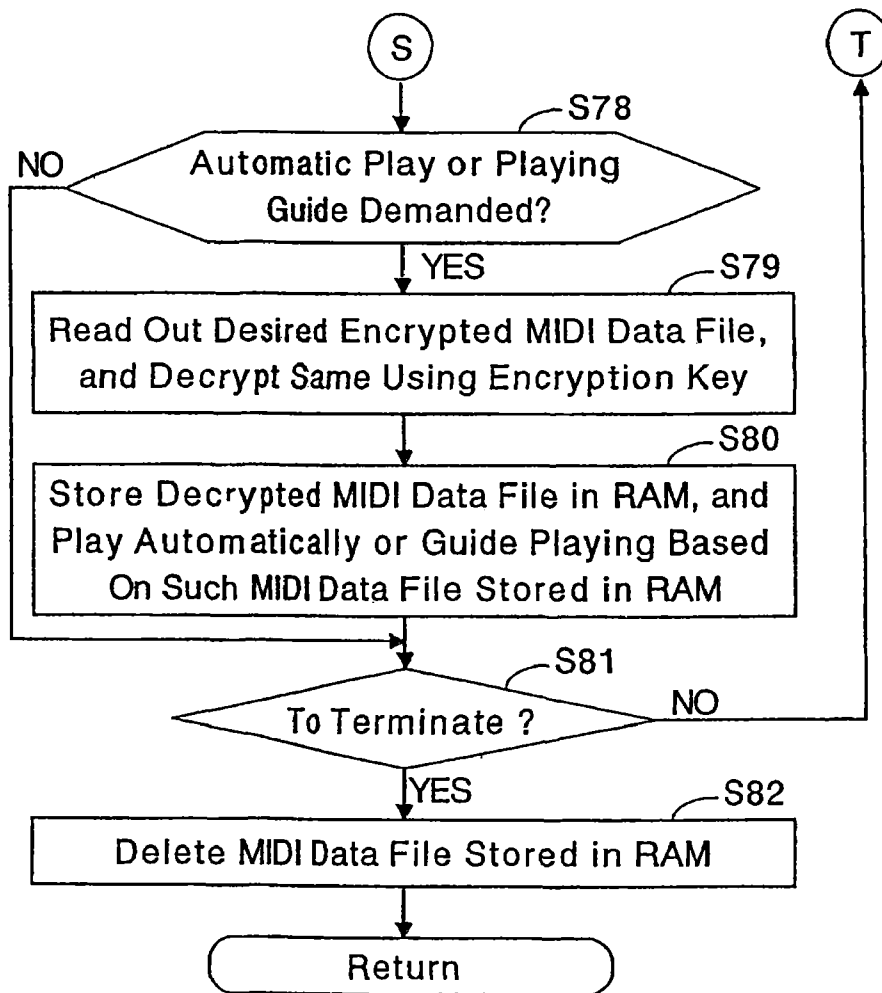 S
T
S78
NO
Automatic Play or Playing
Guide Demanded?
YES
S79
Read Out Desired Encrypted MIDI Data File,
and Decrypt Same Using Encryption Key
S80
Store Decrypted MIDI Data File in RAM, and
Play Automatically or Guide Playing Based
On Such MIDI Data File Stored in RAM
S81
To Terminate ?
NO
YES
S82
Delete MIDI Data File Stored in RAM
Return